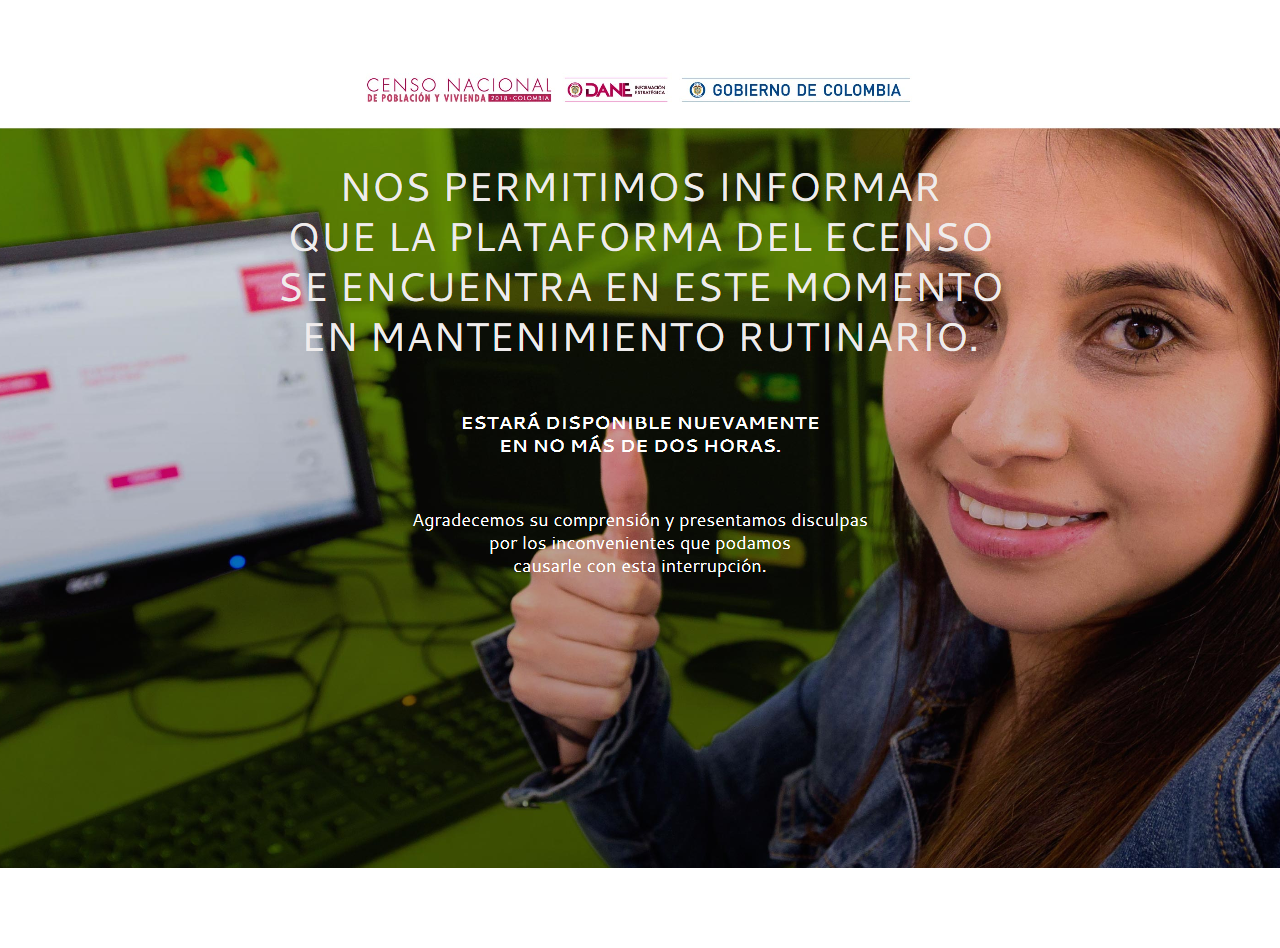 CENSO NACIONAL
DE POBLACIÓN Y VIVIENDA 2018 - COLOMBIA
DANE INFORMACIÓN ESTRATÉGICA
GOBIERNO DE COLOMBIA
NOS PERMITIMOS INFORMAR
QUE LA PLATAFORMA DEL ECENSO
SE ENCUENTRA EN ESTE MOMENTO
EN MANTENIMIENTO RUTINARIO.
ESTARÁ DISPONIBLE NUEVAMENTE
EN NO MÁS DE DOS HORAS.
Agradecemos su comprensión y presentamos disculpas
por los inconvenientes que podamos
causarle con esta interrupción.
acer